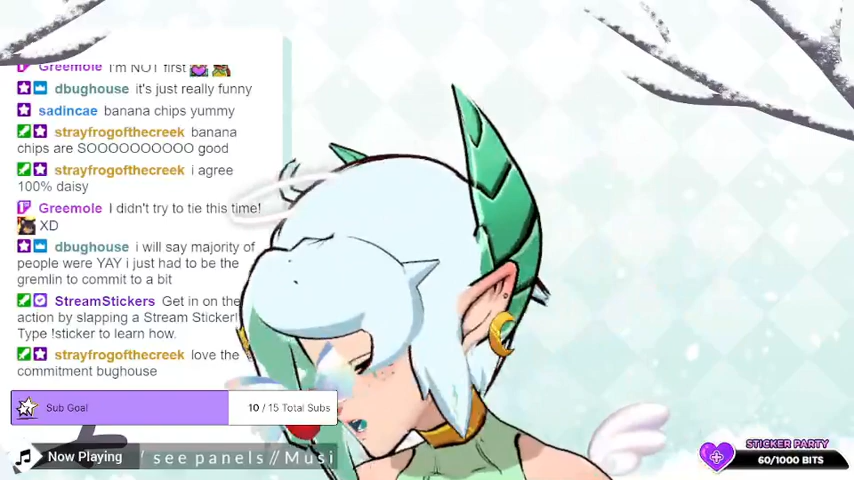 Greemole I'm NOT first
dbughouse it's just really funny
sadincae banana chips yummy
strayfrogofthecreek banana
chips are SOOOOOOOOOO good
strayfrogofthecreek i agree
100% daisy
Greemole I didn't try to tie this time!
XD
dbughouse i will say majority of
people were YAY i just had to be the
gremlin to commit to a bit
StreamStickers Get in on the
action by slapping a Stream Sticker!
Type !sticker to learn how.
strayfrogofthecreek love the
commitment bughouse
Sub Goal 10 / 15 Total Subs
Now Playing / see panels // Musi
STICKER PARTY
60/1000 BITS